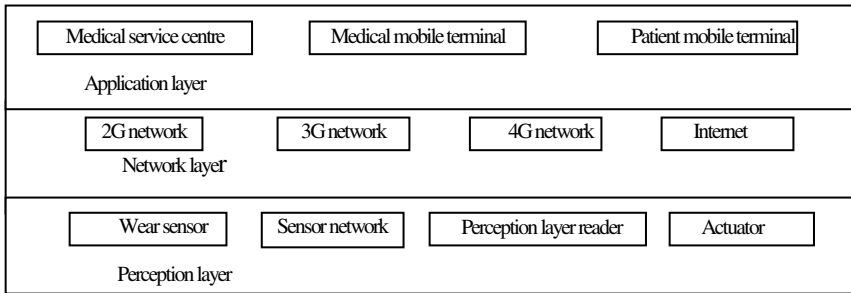 Medical service centre Medical mobile terminal Patient mobile terminal
Application layer
2G network 3G network 4G network Internet
Network layer
Wear sensor Sensor network Perception layer reader Actuator
Perception layer